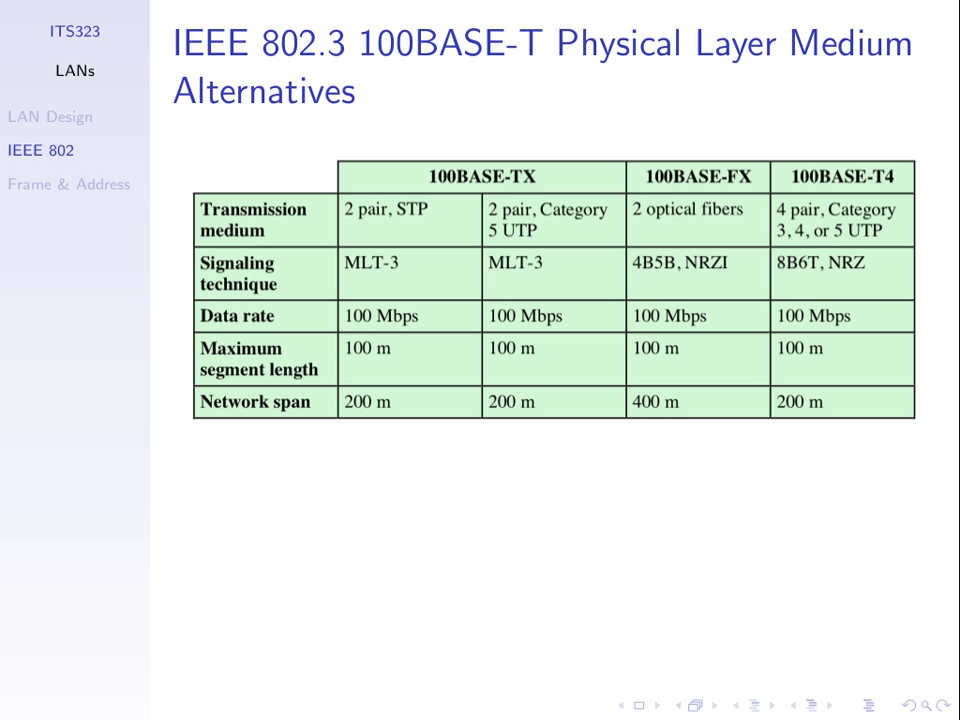 ITS323
LANs
LAN Design
IEEE 802
Frame & Address
IEEE 802.3 100BASE-T Physical Layer Medium
Alternatives
100BASE-TX 100BASE-FX 100BASE-T4
Transmission medium 2 pair, STP 2 pair, Category 5 UTP 2 optical fibers 4 pair, Category 3, 4, or 5 UTP
Signaling technique MLT-3 MLT-3 4B5B, NRZI 8B6T, NRZ
Data rate 100 Mbps 100 Mbps 100 Mbps 100 Mbps
Maximum segment length 100 m 100 m 100 m 100 m
Network span 200 m 200 m 400 m 200 m